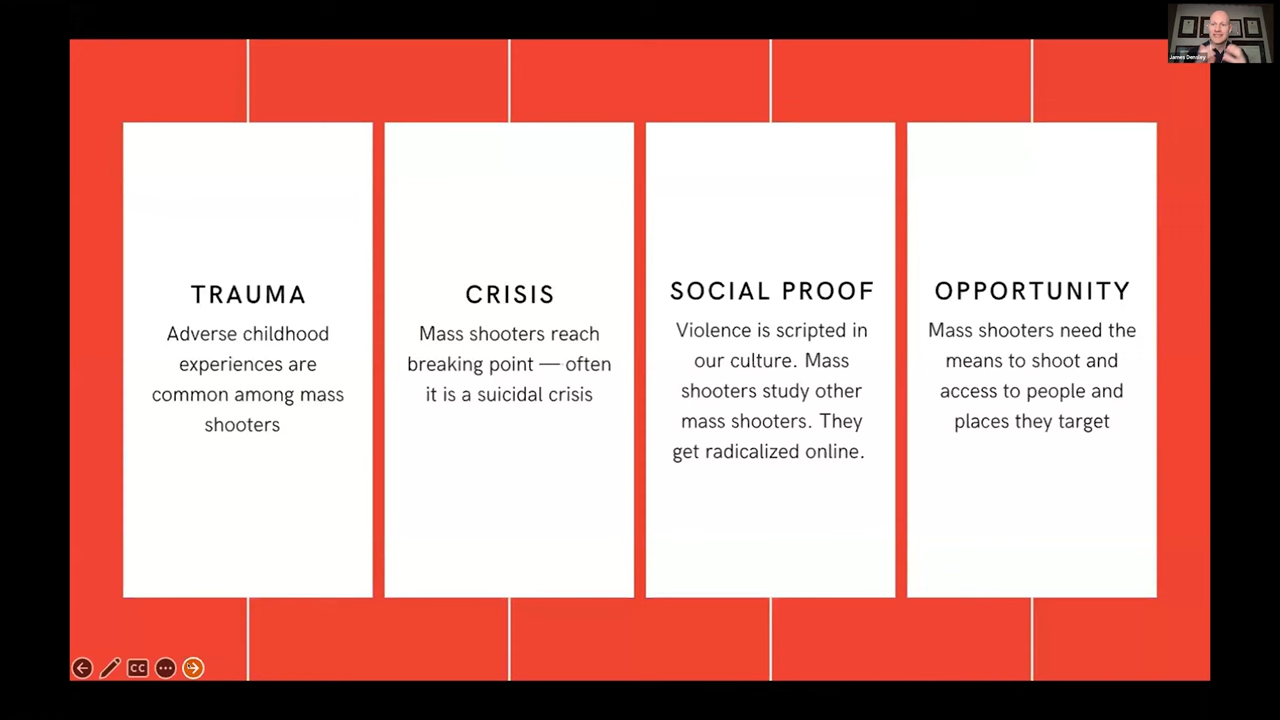 James Densley
TRAUMA
Adverse childhood
experiences are
common among mass
shooters
CRISIS
Mass shooters reach
breaking point — often
it is a suicidal crisis
SOCIAL PROOF
Violence is scripted in
our culture. Mass
shooters study other
mass shooters. They
get radicalized online.
OPPORTUNITY
Mass shooters need the
means to shoot and
access to people and
places they target
CC